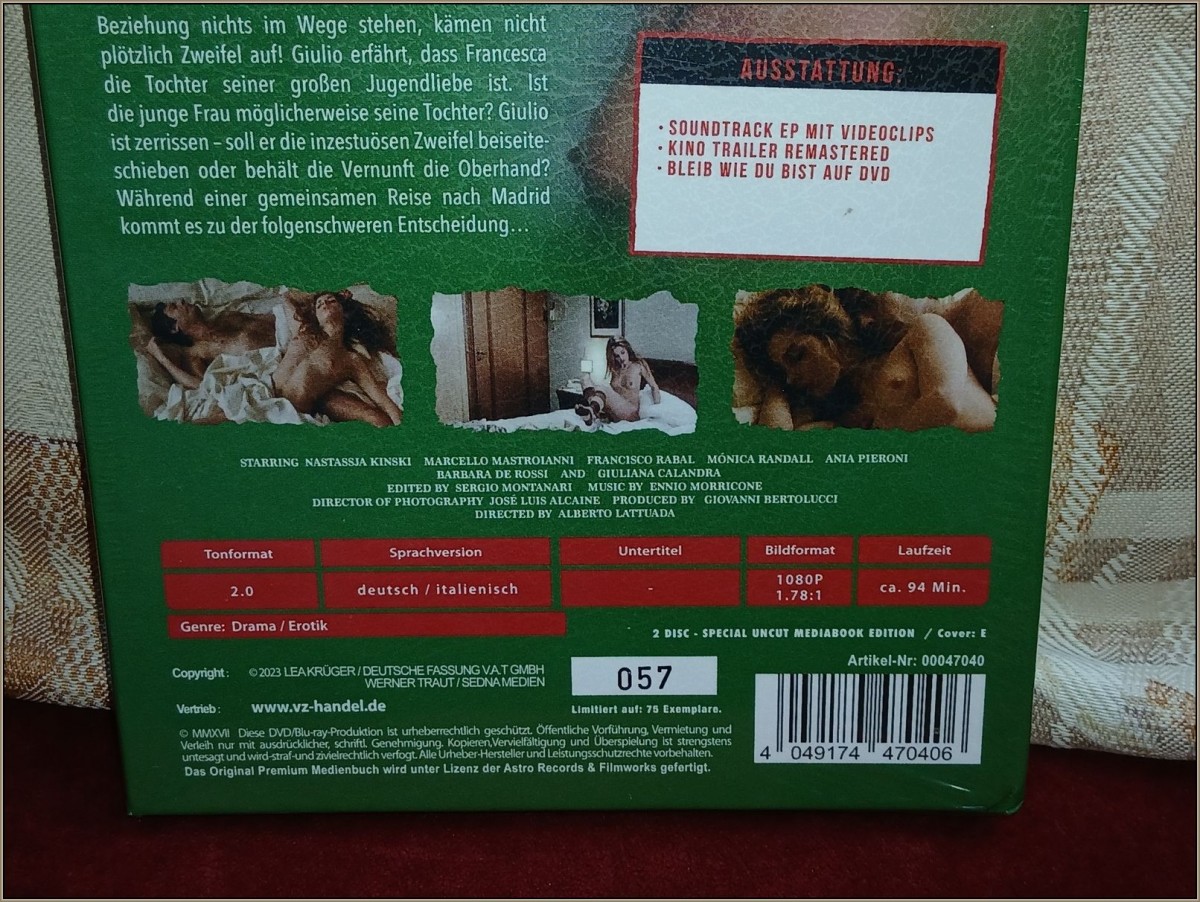 Beziehung nichts im Wege stehen, kämen nicht
plötzlich Zweifel auf! Giulio erfährt, dass Francesca
die Tochter seiner großen Jugendliebe ist. Ist
die junge Frau möglicherweise seine Tochter? Giulio
ist zerrissen – soll er die inzestuösen Zweifel beiseite-
schieben oder behält die Vernunft die Oberhand?
Während einer gemeinsamen Reise nach Madrid
kommt es zu der folgenschweren Entscheidung...
AUSSTATTUNG:
• SOUNDTRACK EP MIT VIDEOCLIPS
• KINO TRAILER REMASTERED
• BLEIB WIE DU BIST AUF DVD
STARRING NASTASSJA KINSKI MARCELLO MASTROIANNI FRANCISCO RABAL MÓNICA RANDALL ANIA PIERONI
BARBARA DE ROSSI AND GIULIANA CALANDRA
EDITED BY SERGIO MONTANARI MUSIC BY ENNIO MORRICONE
DIRECTOR OF PHOTOGRAPHY JOSÉ LUIS ALCAINE PRODUCED BY GIOVANNI BERTOLUCCI
DIRECTED BY ALBERTO LATTUADA
Tonformat Sprachversion Untertitel Bildformat Laufzeit
2.0 deutsch / italienisch - 1080P 1.78:1 ca. 94 Min.
Genre: Drama / Erotik
2 DISC - SPECIAL UNCUT MEDIABOOK EDITION / Cover: E
Copyright: © 2023 LEA KRÜGER / DEUTSCHE FASSUNG V.A.T GMBH
WERNER TRAUT / SEDNA MEDIEN
Vertrieb: www.vz-handel.de
057
Limitiert auf: 75 Exemplare.
Artikel-Nr: 00047040
4 049174 470406
© MMXVII Diese DVD/Blu-ray-Produktion ist urheberrechtlich geschützt. Öffentliche Vorführung, Vermietung und
Verleih nur mit ausdrücklicher, schriftl. Genehmigung. Kopieren,Vervielfältigung und Überspielung ist strengstens
untesagt und wird-straf-und zivielrechtlich verfogt. Alle Urheber-Hersteller und Leistungsschutzrechte vorbehalten.
Das Original Premium Medienbuch wird unter Lizenz der Astro Records & Filmworks gefertigt.